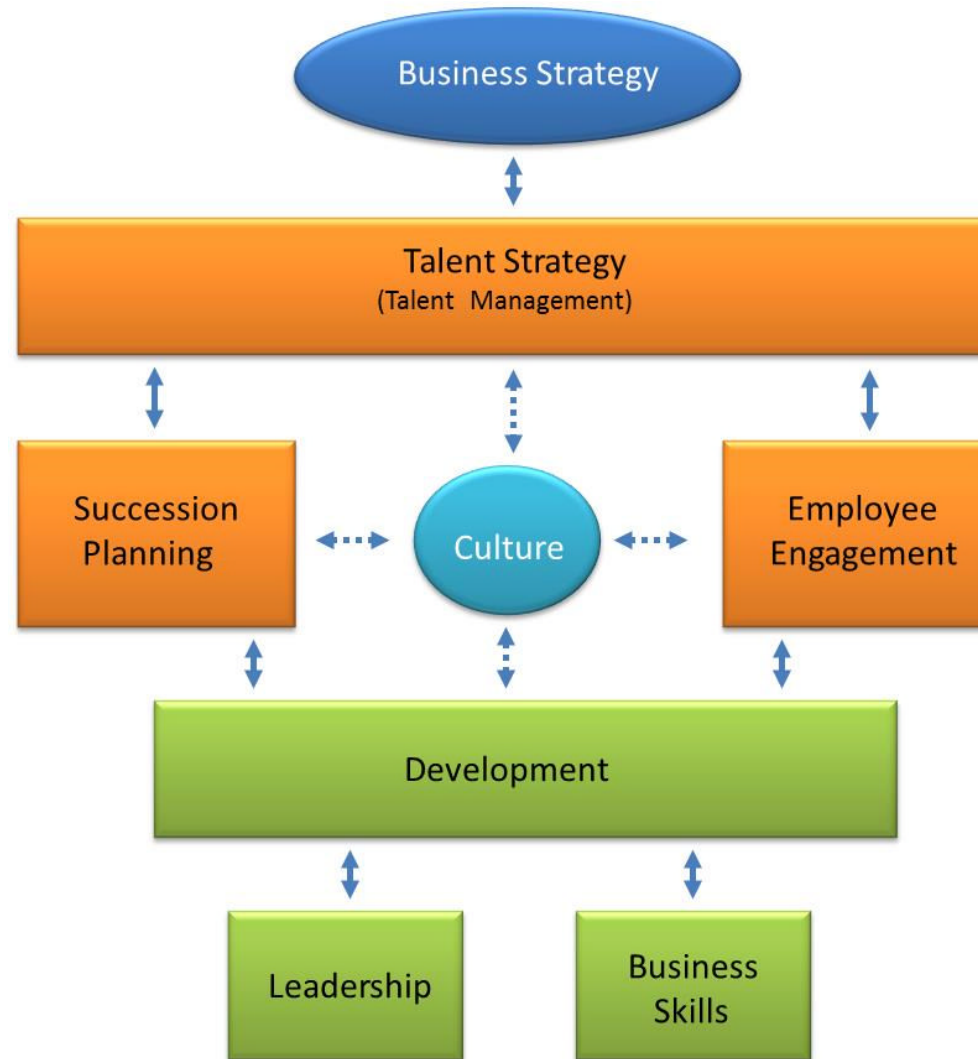 Business Strategy
Talent Strategy
(Talent Management)
Succession
Planning
Culture
Employee
Engagement
Development
Leadership
Business
Skills